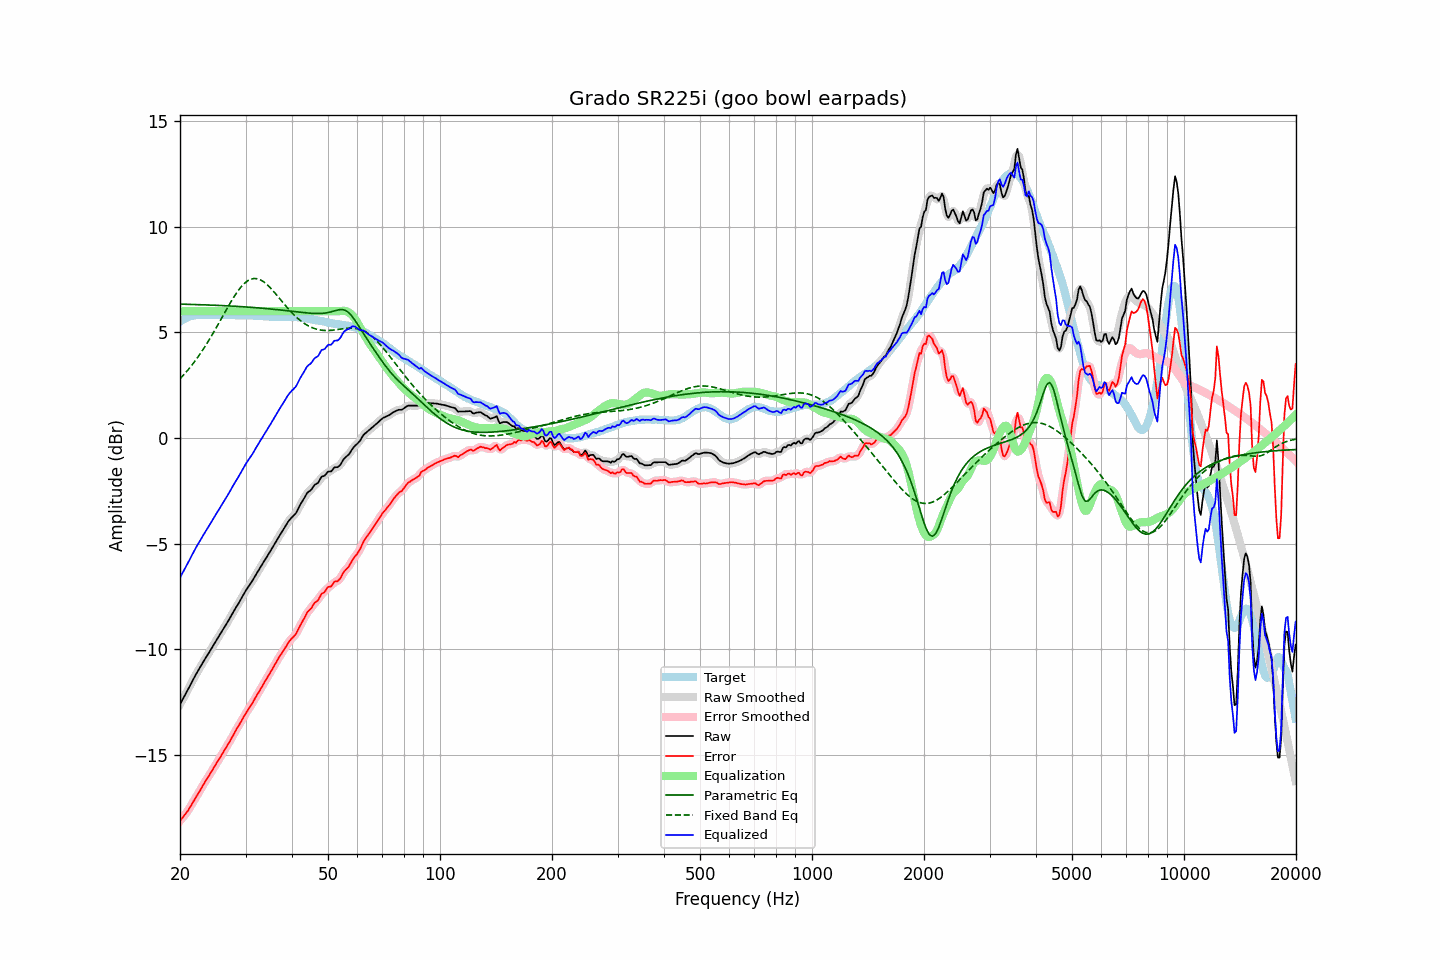 Grado SR225i (goo bowl earpads)
15
10
5
0
−5
−10
−15
Amplitude (dBr)
Target
Raw Smoothed
Error Smoothed
Raw
Error
Equalization
Parametric Eq
Fixed Band Eq
Equalized
20 50 100 200 500 1000 2000 5000 10000 20000
Frequency (Hz)